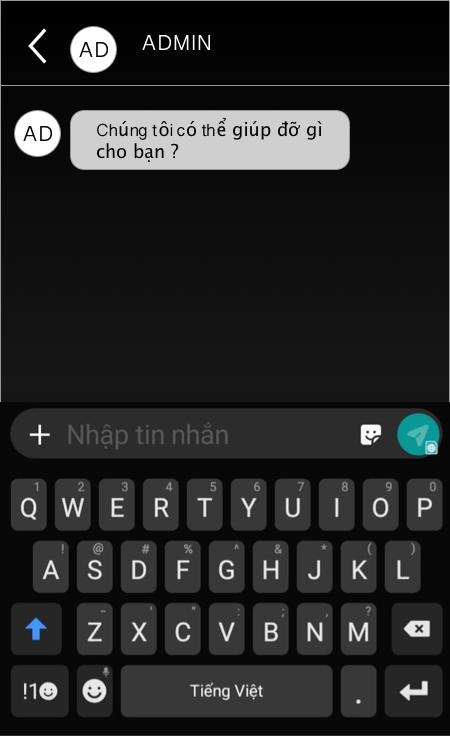 AD ADMIN
AD
Chúng tôi có thể giúp đỡ gì
cho bạn ?
Nhập tin nhắn
1 2 3 4 5 6 7 8 9 0
Q W E R T Y U I O P
! @ # % ^ & * ( )
A S D F G H J K L
_ ' " : ; , ?
Z X C V B N M
!1 Tiếng Việt .